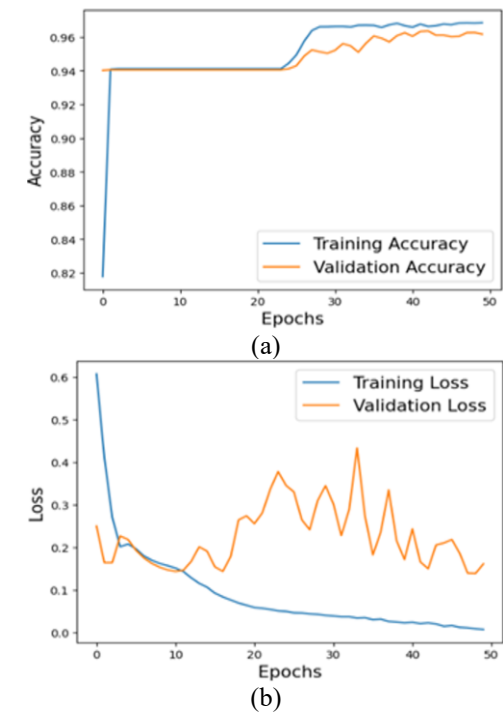 0.96
0.94
0.92
0.90
0.88
0.86
0.84
0.82
Accuracy
Training Accuracy
Validation Accuracy
0 10 20 30 40 50
Epochs
(a)
0.6
0.5
0.4
0.3
0.2
0.1
0.0
Loss
Training Loss
Validation Loss
0 10 20 30 40 50
Epochs
(b)